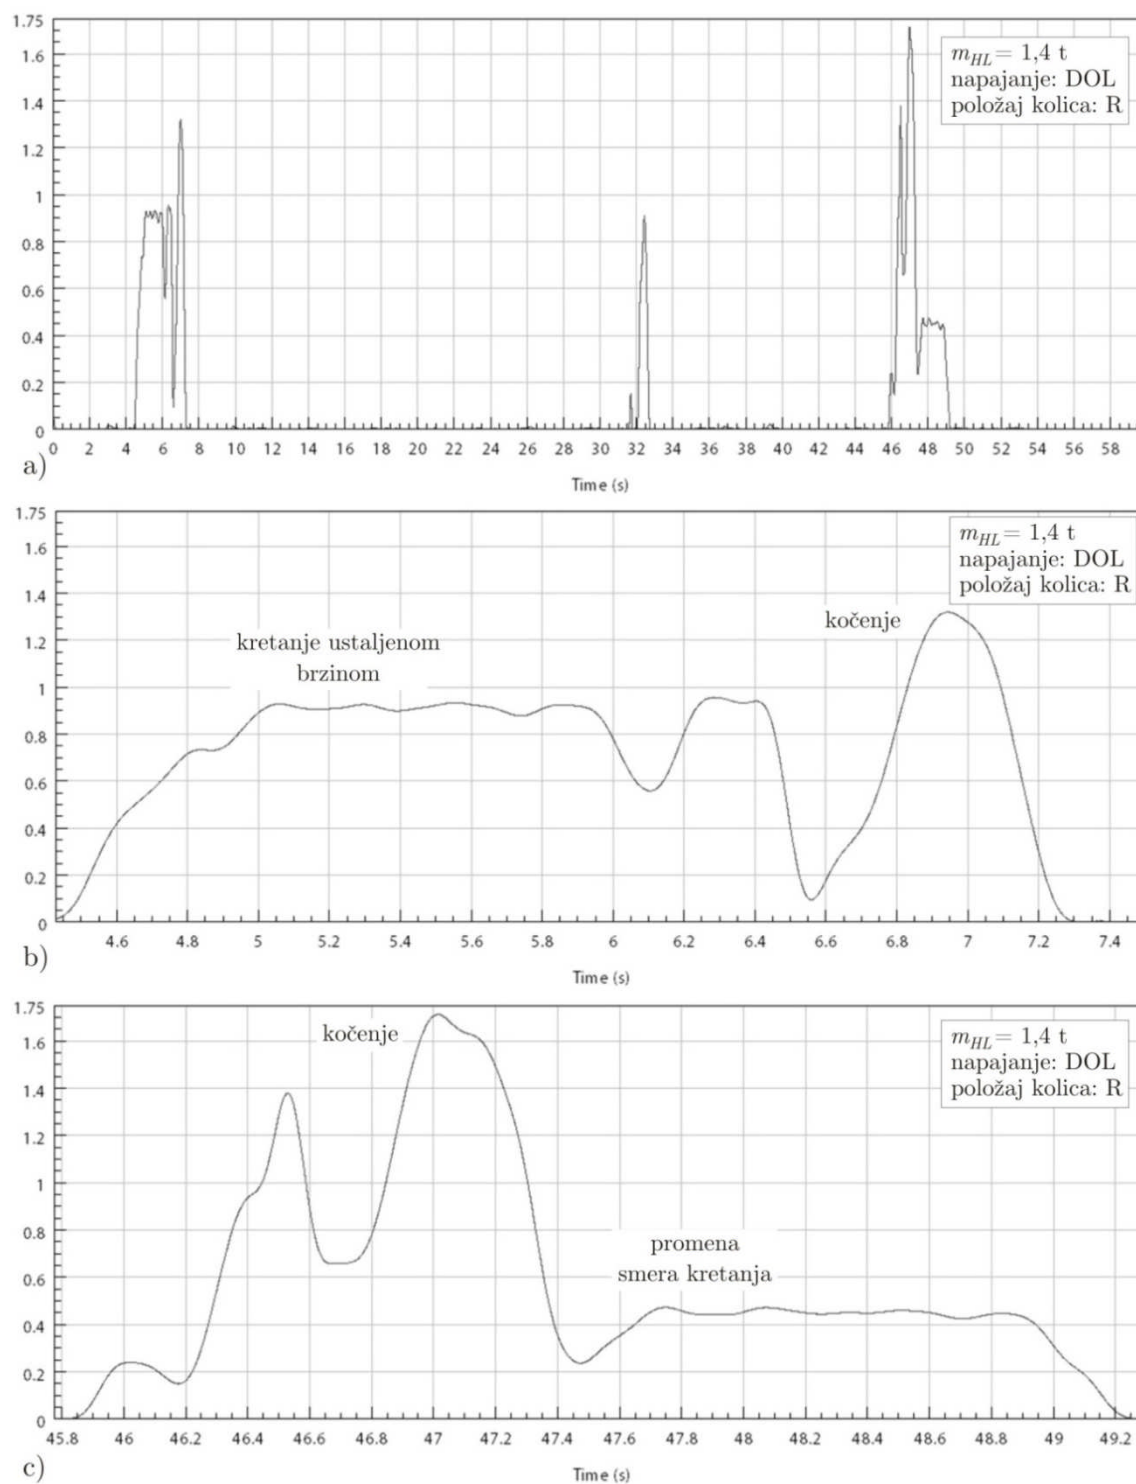 1.75
1.6
1.4
1.2
1
0.8
0.6
0.4
0.2
0
m_HL = 1,4 t
napajanje: DOL
položaj kolica: R
0 2 4 6 8 10 12 14 16 18 20 22 24 26 28 30 32 34 36 38 40 42 44 46 48 50 52 54 56 58
a)
Time (s)
1.75
1.6
1.4
1.2
1
0.8
0.6
0.4
0.2
0
m_HL = 1,4 t
napajanje: DOL
položaj kolica: R
kočenje
kretanje ustaljenom
brzinom
4.6 4.8 5 5.2 5.4 5.6 5.8 6 6.2 6.4 6.6 6.8 7 7.2 7.4
b)
Time (s)
1.75
1.6
1.4
1.2
1
0.8
0.6
0.4
0.2
0
kočenje
m_HL = 1,4 t
napajanje: DOL
položaj kolica: R
promena
smera kretanja
45.8 46 46.2 46.4 46.6 46.8 47 47.2 47.4 47.6 47.8 48 48.2 48.4 48.6 48.8 49 49.2
c)
Time (s)